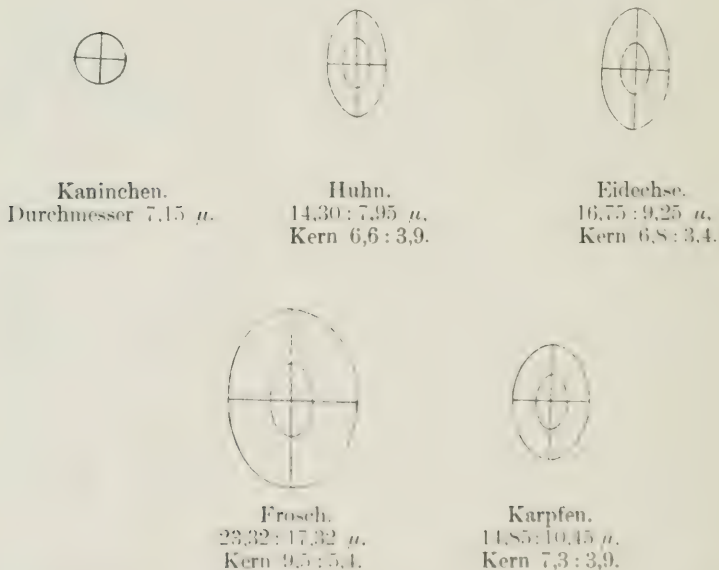 Kaninchen.
Durchmesser 7,15 μ.
Huhn.
14,30 : 7,95 μ.
Kern 6,6 : 3,9.
Eidechse.
16,75 : 9,25 μ.
Kern 6,8 : 3,4.
Frosch.
23,32 : 17,32 μ.
Kern 9,5 : 5,4.
Karpfen.
14,85 : 10,45 μ.
Kern 7,3 : 3,9.